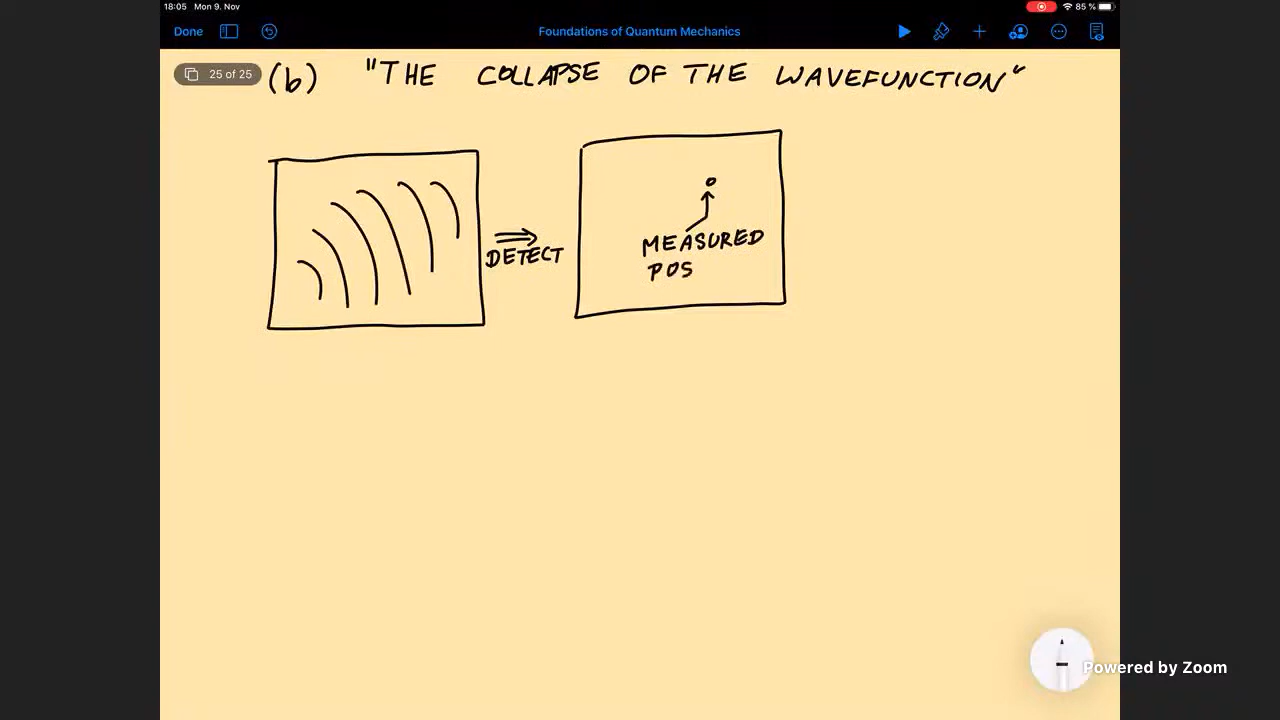 18:05 Mon 9. Nov 85 %
Done Foundations of Quantum Mechanics
25 of 25
(b) "THE COLLAPSE OF THE WAVEFUNCTION"
DETECT
MEASURED
POS
Powered by Zoom